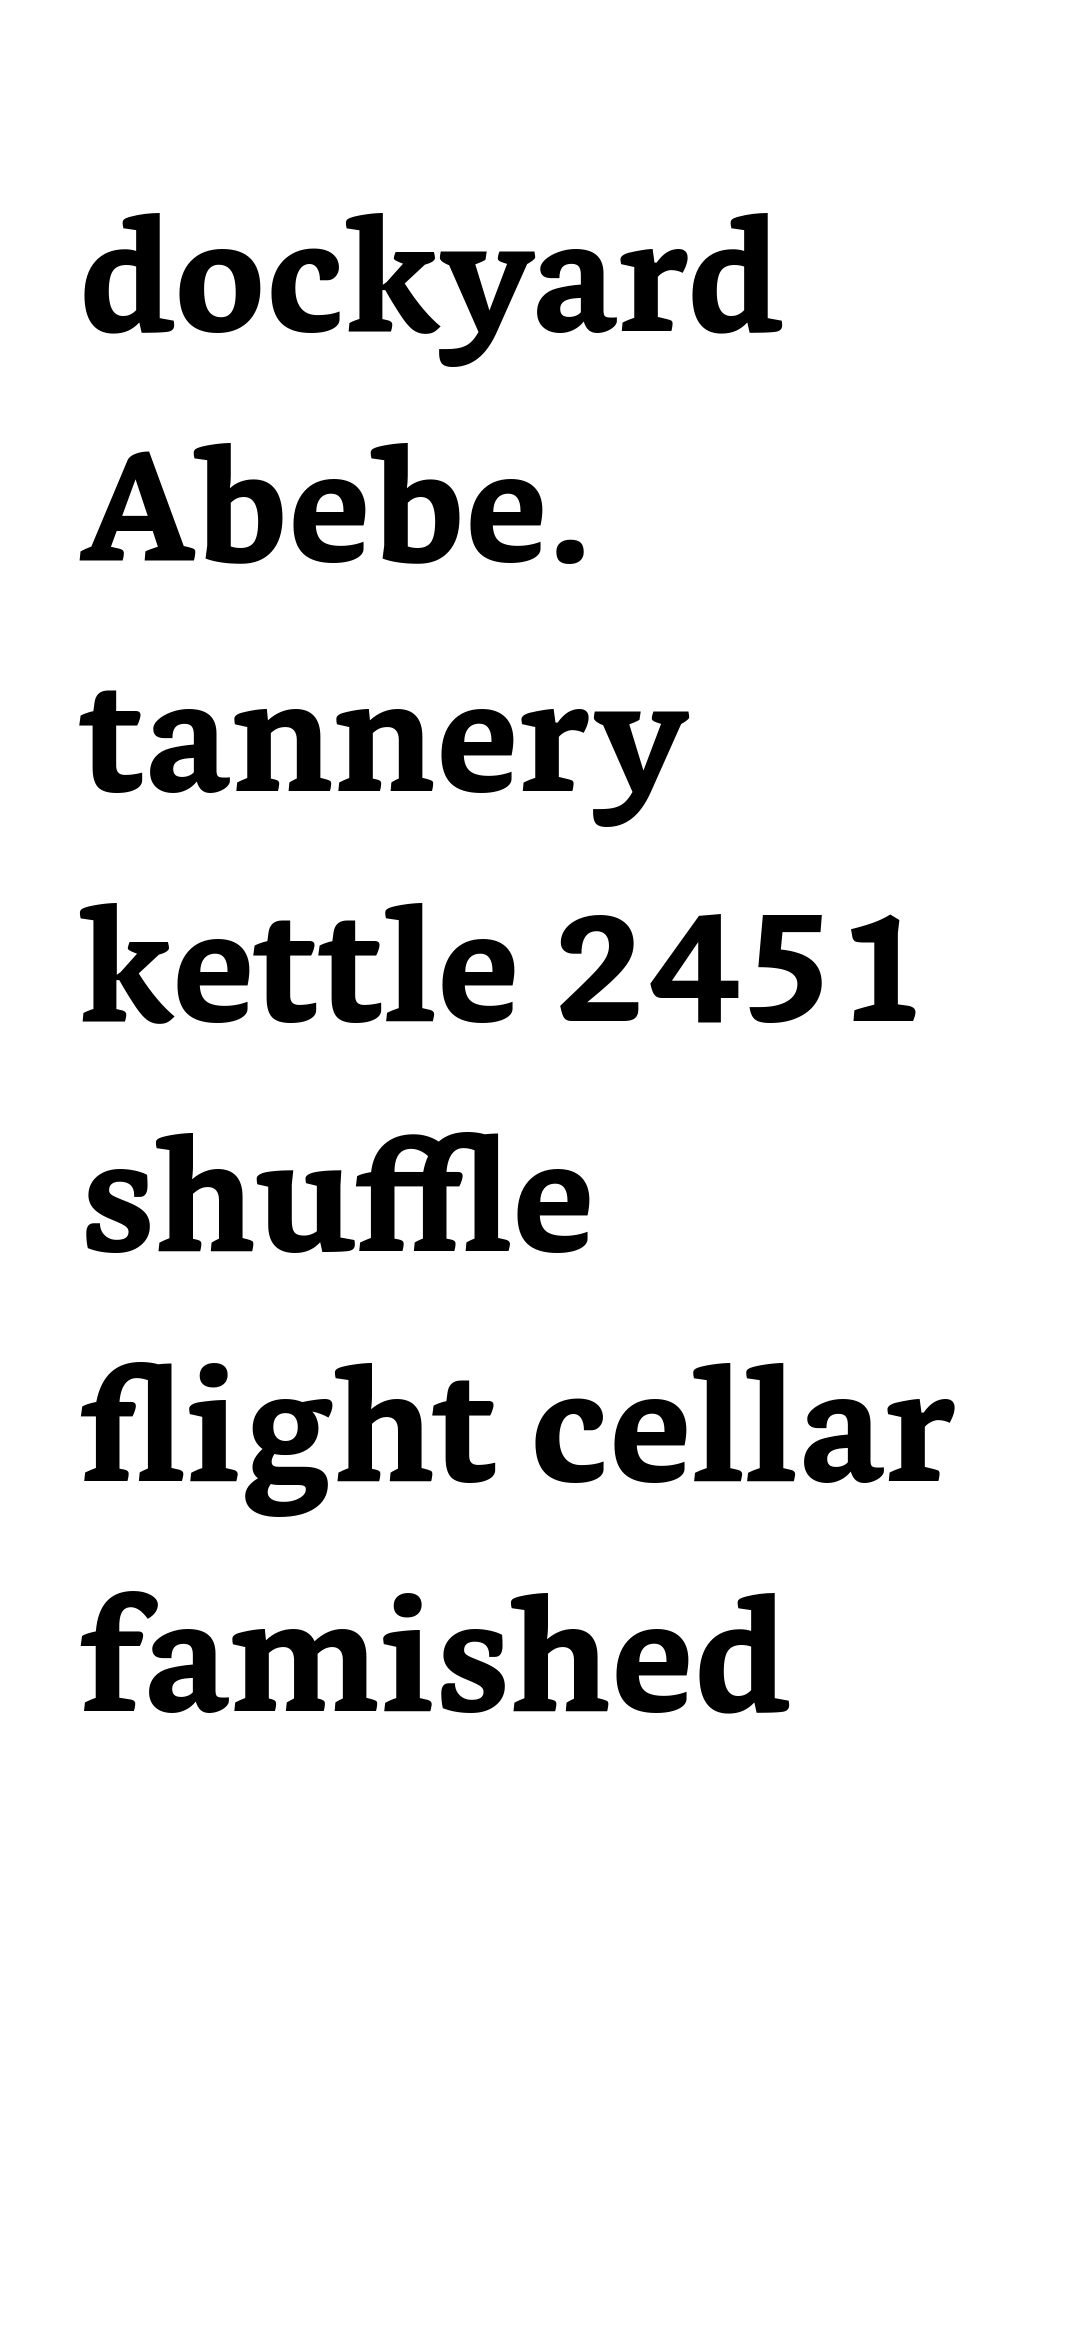 dockyard
Abebe.
tannery
kettle 2451
shuffle
flight cellar
famished